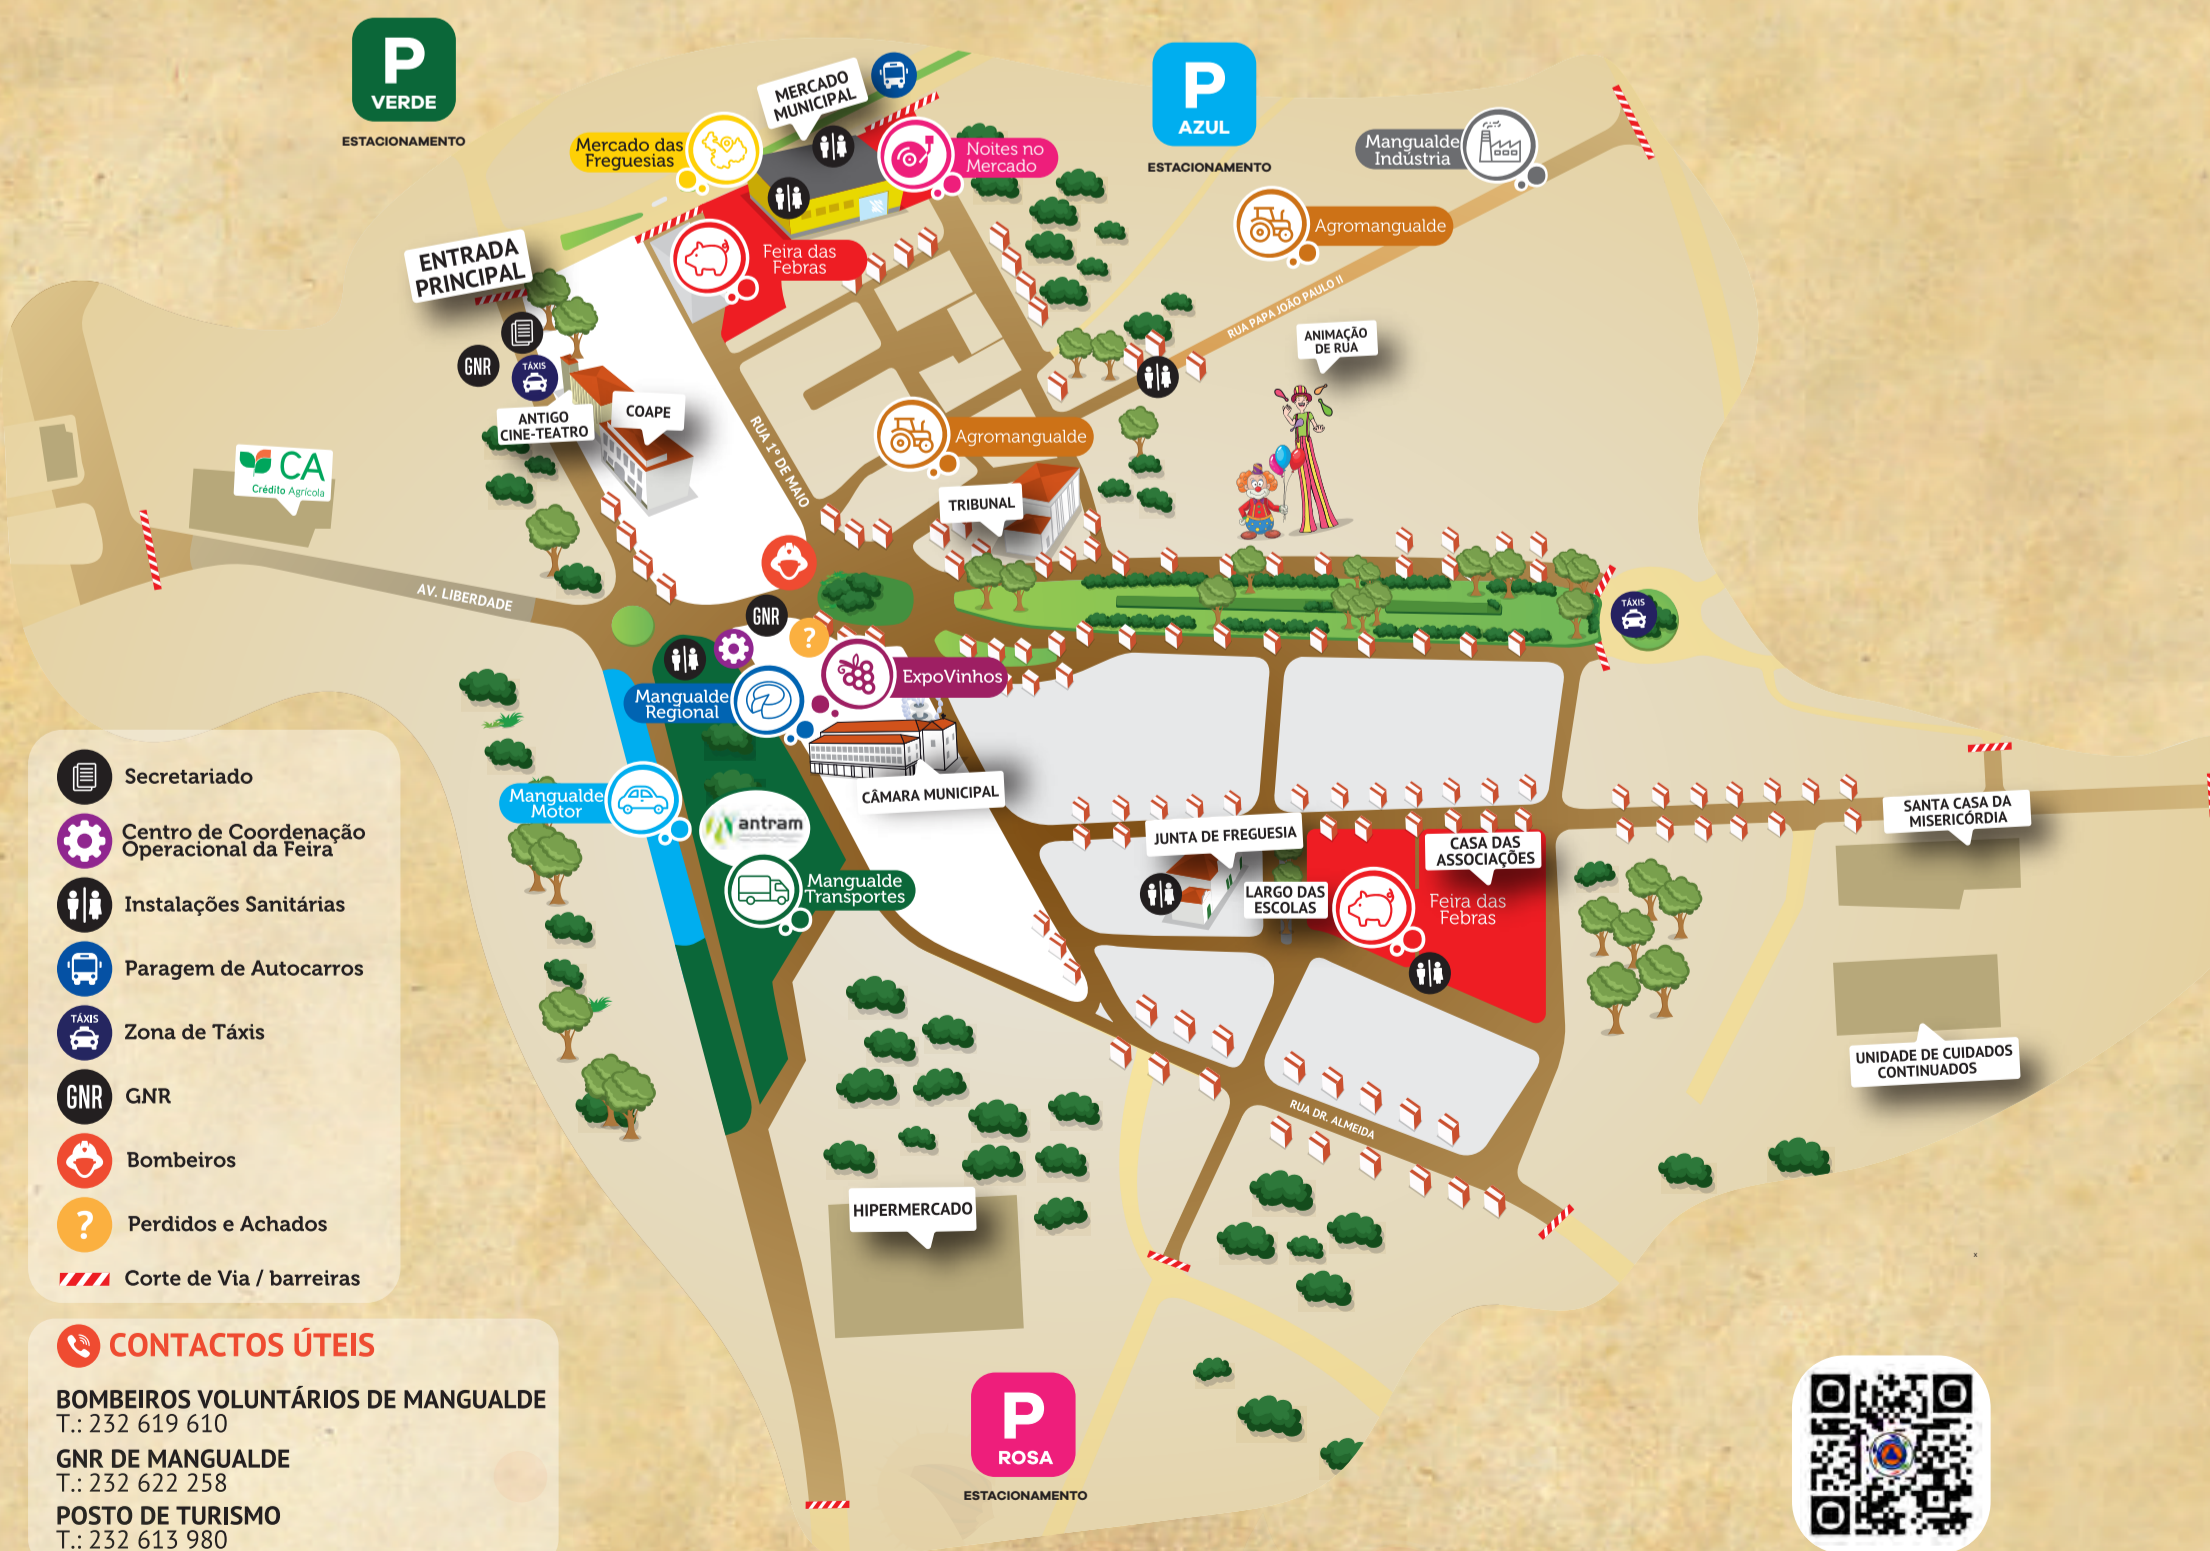 P
VERDE
ESTACIONAMENTO
P
AZUL
ESTACIONAMENTO
MERCADO
MUNICIPAL
Mercado das
Freguesias
Noites no
Mercado
Mangualde
Indústria
Agromangualde
Feira das
Febras
ENTRADA
PRINCIPAL
RUA PAPA JOÃO PAULO II
ANIMAÇÃO
DE RUA
GNR
TÁXIS
ANTIGO
CINE-TEATRO
COAPE
RUA 1º DE MAIO
Agromangualde
CA
Crédito Agrícola
TRIBUNAL
AV. LIBERDADE
GNR
?
TÁXIS
ExpoVinhos
Mangualde
Regional
Mangualde
Motor
CÂMARA MUNICIPAL
antram
Mangualde
Transportes
JUNTA DE FREGUESIA
CASA DAS
ASSOCIAÇÕES
LARGO DAS
ESCOLAS
Feira das
Febras
SANTA CASA DA
MISERICÓRDIA
UNIDADE DE CUIDADOS
CONTINUADOS
RUA DR. ALMEIDA
HIPERMERCADO
P
ROSA
ESTACIONAMENTO
Secretariado
Centro de Coordenação
Operacional da Feira
Instalações Sanitárias
Paragem de Autocarros
TÁXIS
Zona de Táxis
GNR
GNR
Bombeiros
?
Perdidos e Achados
Corte de Via / barreiras
CONTACTOS ÚTEIS
BOMBEIROS VOLUNTÁRIOS DE MANGUALDE
T.: 232 619 610
GNR DE MANGUALDE
T.: 232 622 258
POSTO DE TURISMO
T.: 232 613 980